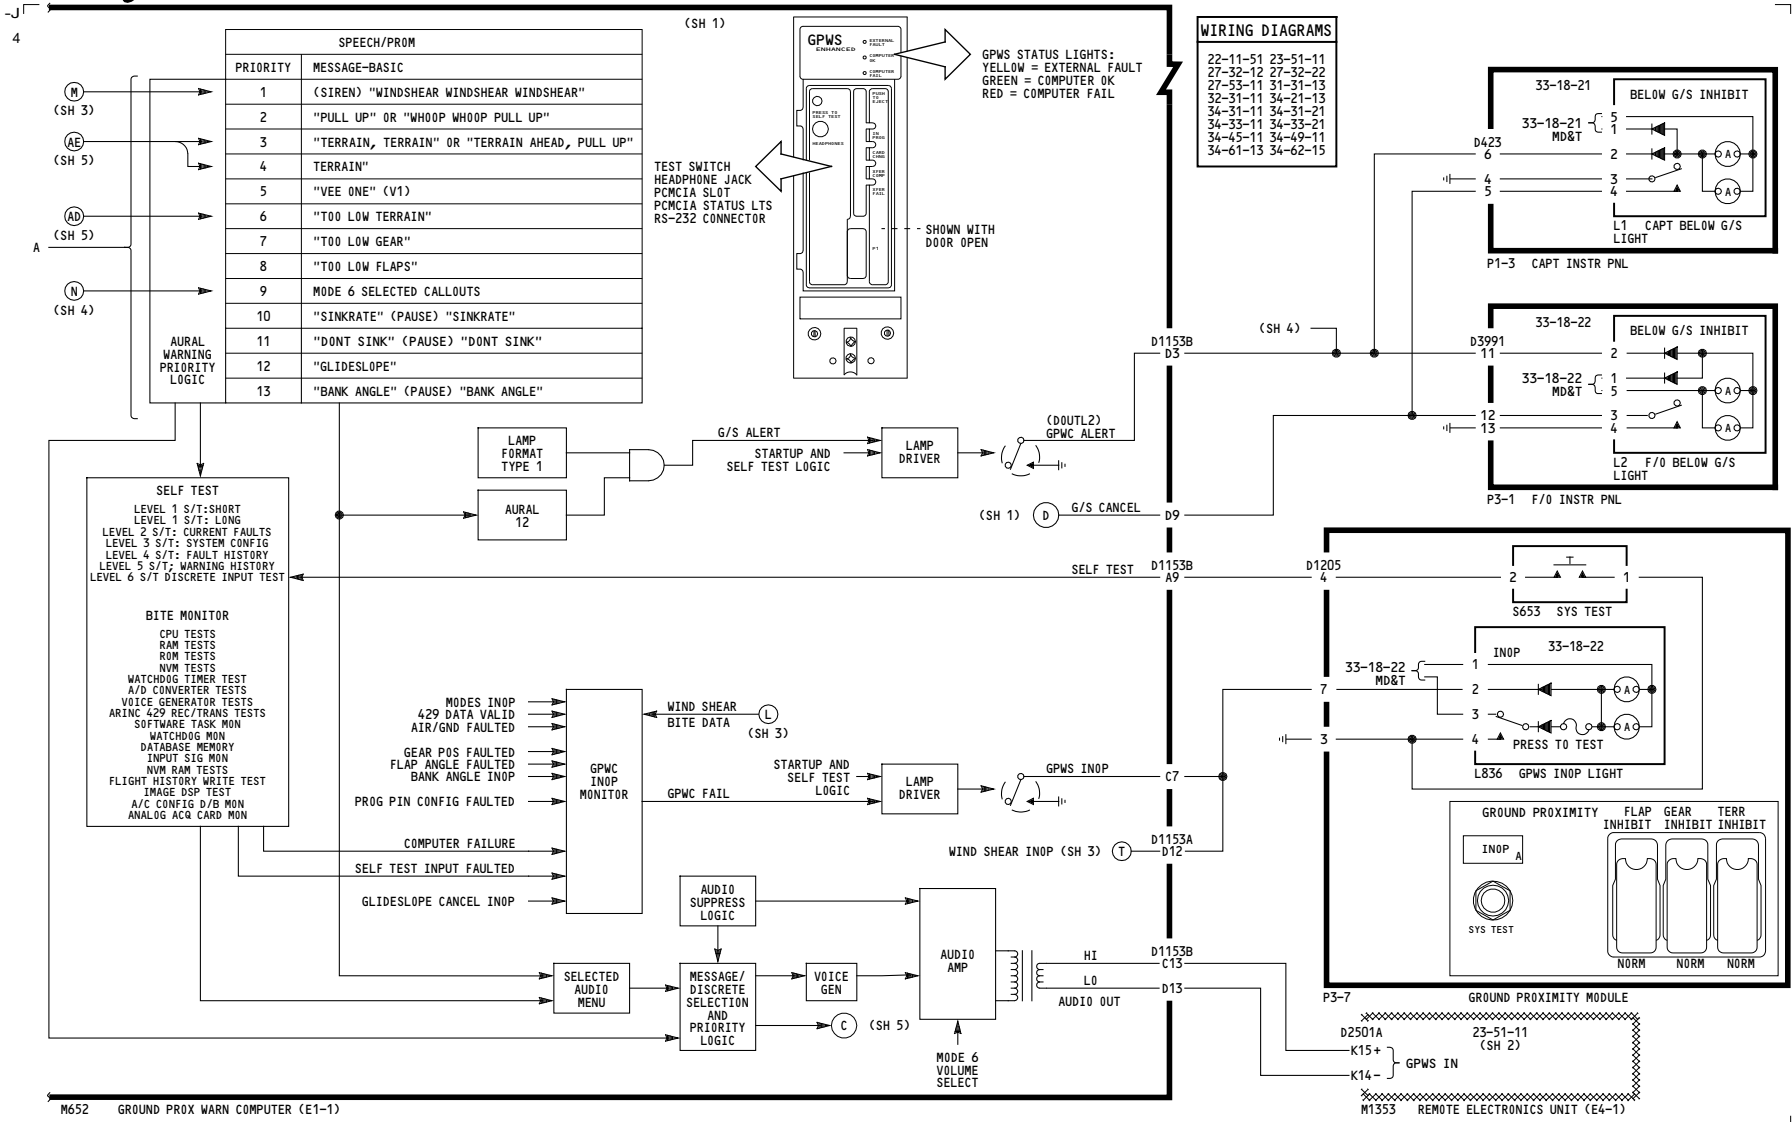 -J
4
(SH 1)
SPEECH/PROM
PRIORITY MESSAGE-BASIC
1 (SIREN) "WINDSHEAR WINDSHEAR WINDSHEAR"
2 "PULL UP" OR "WHOOP WHOOP PULL UP"
3 "TERRAIN, TERRAIN" OR "TERRAIN AHEAD, PULL UP"
4 TERRAIN"
5 "VEE ONE" (V1)
6 "TOO LOW TERRAIN"
7 "TOO LOW GEAR"
8 "TOO LOW FLAPS"
9 MODE 6 SELECTED CALLOUTS
10 "SINKRATE" (PAUSE) "SINKRATE"
11 "DONT SINK" (PAUSE) "DONT SINK"
12 "GLIDESLOPE"
13 "BANK ANGLE" (PAUSE) "BANK ANGLE"
M
(SH 3)
AE
(SH 5)
AD
(SH 5)
A
N
(SH 4)
AURAL
WARNING
PRIORITY
LOGIC
GPWS
ENHANCED
EXTERNAL
FAULT
COMPUTER
OK
COMPUTER
FAIL
PUSH
TO
EJECT
PRESS TO
SELF TEST
HEADPHONES
IN
PROG
CARD
CHNG
XFER
COMP
XFER
FAIL
P1
GPWS STATUS LIGHTS:
YELLOW = EXTERNAL FAULT
GREEN = COMPUTER OK
RED = COMPUTER FAIL
TEST SWITCH
HEADPHONE JACK
PCMCIA SLOT
PCMCIA STATUS LTS
RS-232 CONNECTOR
SHOWN WITH
DOOR OPEN
WIRING DIAGRAMS
22-11-51 23-51-11
27-32-12 27-32-22
27-53-11 31-31-13
32-31-11 34-21-13
34-31-11 34-31-21
34-33-11 34-33-21
34-45-11 34-49-11
34-61-13 34-62-15
33-18-21
BELOW G/S INHIBIT
33-18-21
MD&T
5
1
D423
6
2
A
4
3
5
4
A
L1 CAPT BELOW G/S
LIGHT
P1-3 CAPT INSTR PNL
33-18-22
BELOW G/S INHIBIT
(SH 4)
D1153B
D3
D3991
11
2
33-18-22
MD&T
1
5
A
12
3
13
4
A
L2 F/O BELOW G/S
LIGHT
P3-1 F/O INSTR PNL
LAMP
FORMAT
TYPE 1
AURAL
12
G/S ALERT
STARTUP AND
SELF TEST LOGIC
LAMP
DRIVER
(DOUTL2)
GPWC ALERT
(SH 1)
D
G/S CANCEL
D9
SELF TEST
LEVEL 1 S/T:SHORT
LEVEL 1 S/T: LONG
LEVEL 2 S/T: CURRENT FAULTS
LEVEL 3 S/T: SYSTEM CONFIG
LEVEL 4 S/T: FAULT HISTORY
LEVEL 5 S/T; WARNING HISTORY
LEVEL 6 S/T DISCRETE INPUT TEST
BITE MONITOR
CPU TESTS
RAM TESTS
ROM TESTS
NVM TESTS
WATCHDOG TIMER TEST
A/D CONVERTER TESTS
VOICE GENERATOR TESTS
ARINC 429 REC/TRANS TESTS
SOFTWARE TASK MON
WATCHDOG MON
DATABASE MEMORY
INPUT SIG MON
NVM RAM TESTS
FLIGHT HISTORY WRITE TEST
IMAGE DSP TEST
A/C CONFIG D/B MON
ANALOG ACQ CARD MON
SELF TEST
D1153B
A9
D1205
4
2
1
S653 SYS TEST
33-18-22
INOP
33-18-22
MD&T
1
7
2
A
3
A
PRESS TO TEST
3
4
L836 GPWS INOP LIGHT
MODES INOP
429 DATA VALID
AIR/GND FAULTED
GEAR POS FAULTED
FLAP ANGLE FAULTED
BANK ANGLE INOP
PROG PIN CONFIG FAULTED
COMPUTER FAILURE
SELF TEST INPUT FAULTED
GLIDESLOPE CANCEL INOP
GPWC
INOP
MONITOR
WIND SHEAR
BITE DATA
L
(SH 3)
GPWC FAIL
STARTUP AND
SELF TEST
LOGIC
LAMP
DRIVER
GPWS INOP
C7
WIND SHEAR INOP (SH 3)
T
D1153A
D12
GROUND PROXIMITY
FLAP
INHIBIT
GEAR
INHIBIT
TERR
INHIBIT
INOP
A
SYS TEST
NORM
NORM
NORM
P3-7 GROUND PROXIMITY MODULE
AUDIO
SUPPRESS
LOGIC
SELECTED
AUDIO
MENU
MESSAGE/
DISCRETE
SELECTION
AND
PRIORITY
LOGIC
VOICE
GEN
C
(SH 5)
AUDIO
AMP
MODE 6
VOLUME
SELECT
HI
LO
AUDIO OUT
D1153B
C13
D13
D2501A
K15+
K14-
GPWS IN
23-51-11
(SH 2)
M1353 REMOTE ELECTRONICS UNIT (E4-1)
M652 GROUND PROX WARN COMPUTER (E1-1)